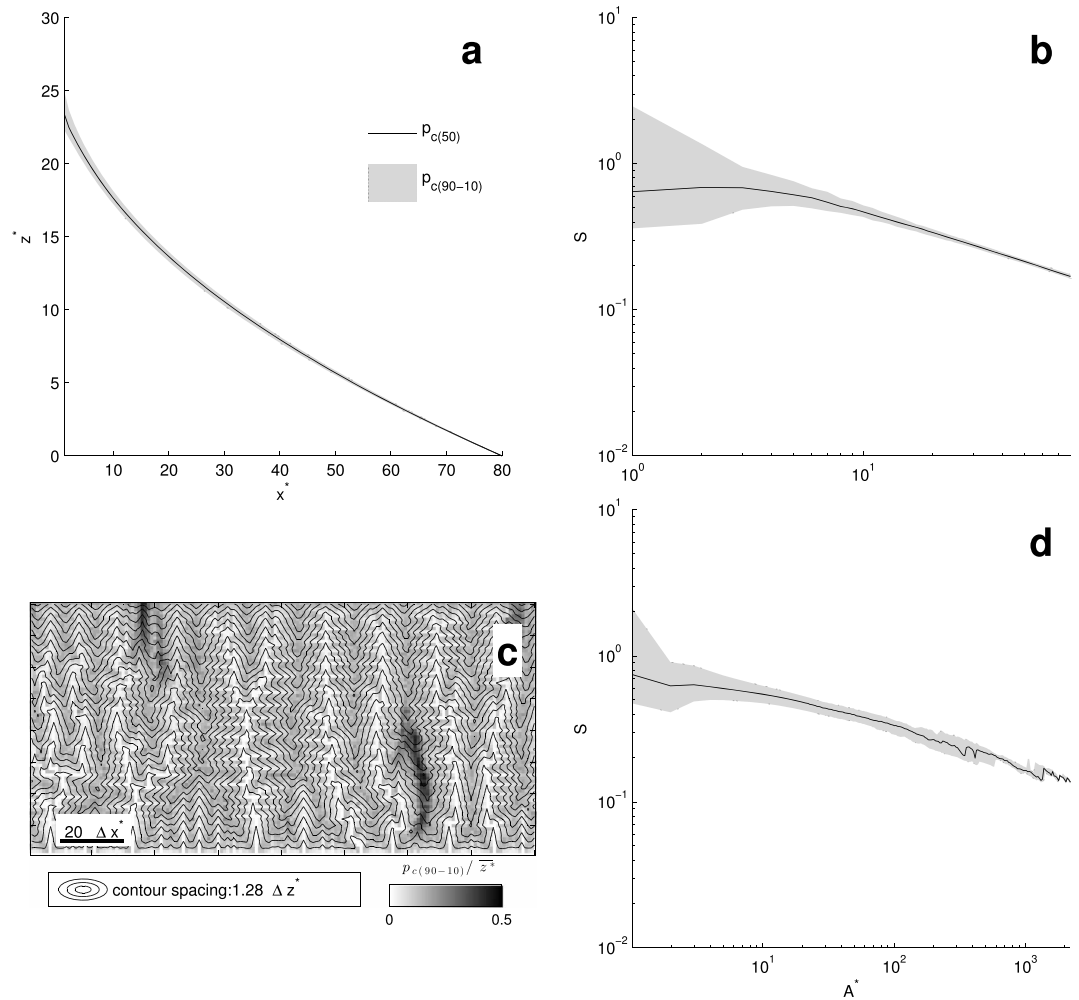 a
30
25
20
15
10
5
0
z*
10 20 30 40 50 60 70 80
x*
p_c(50)
p_c(90−10)
b
10^1
10^0
10^-1
10^-2
S
10^0 10^1
c
20 Δ x*
contour spacing:1.28 Δ z*
p_c(90−10)/ z̅*
0 0.5
d
10^1
10^0
10^-1
10^-2
S
10^1 10^2 10^3
A*